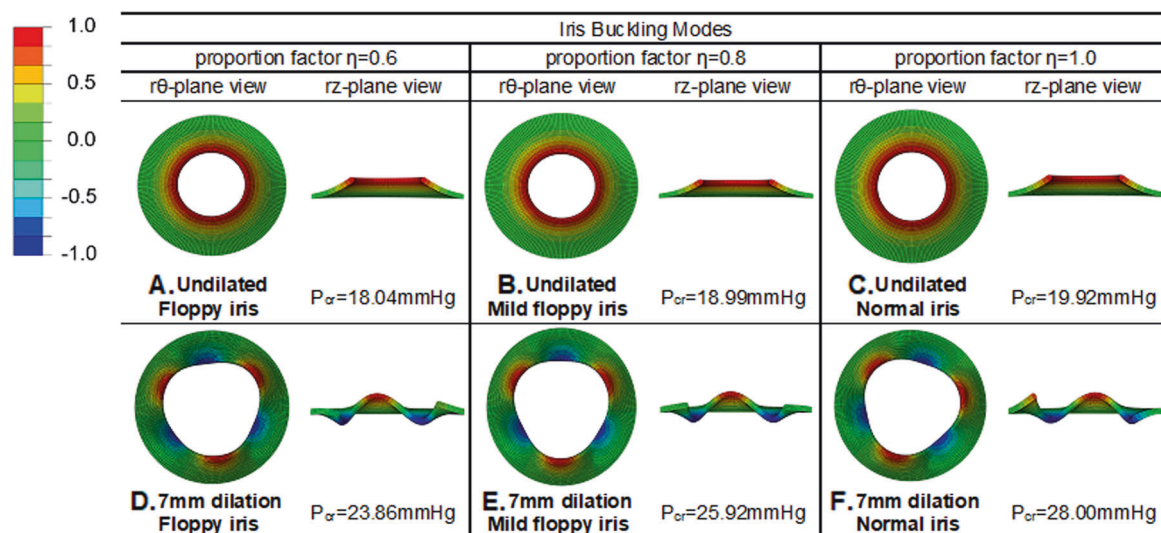 1.0
0.5
0.0
-0.5
-1.0
Iris Buckling Modes
proportion factor η=0.6
proportion factor η=0.8
proportion factor η=1.0
rθ-plane view
rz-plane view
rθ-plane view
rz-plane view
rθ-plane view
rz-plane view
A. Undilated
Floppy iris
Pcr=18.04mmHg
B. Undilated
Mild floppy iris
Pcr=18.99mmHg
C. Undilated
Normal iris
Pcr=19.92mmHg
D. 7mm dilation
Floppy iris
Pcr=23.86mmHg
E. 7mm dilation
Mild floppy iris
Pcr=25.92mmHg
F. 7mm dilation
Normal iris
Pcr=28.00mmHg